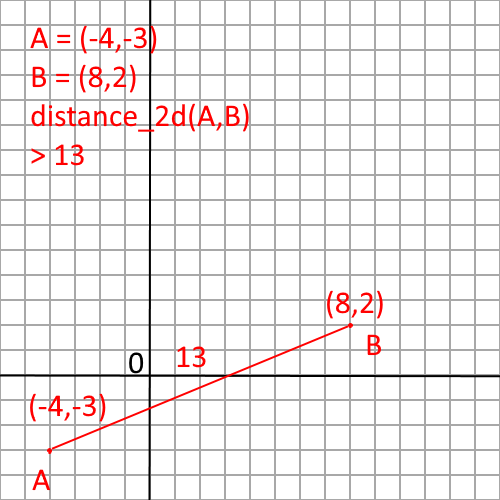 A = (-4,-3)
B = (8,2)
distance_2d(A,B)
> 13
(8,2)
B
0
13
(-4,-3)
A